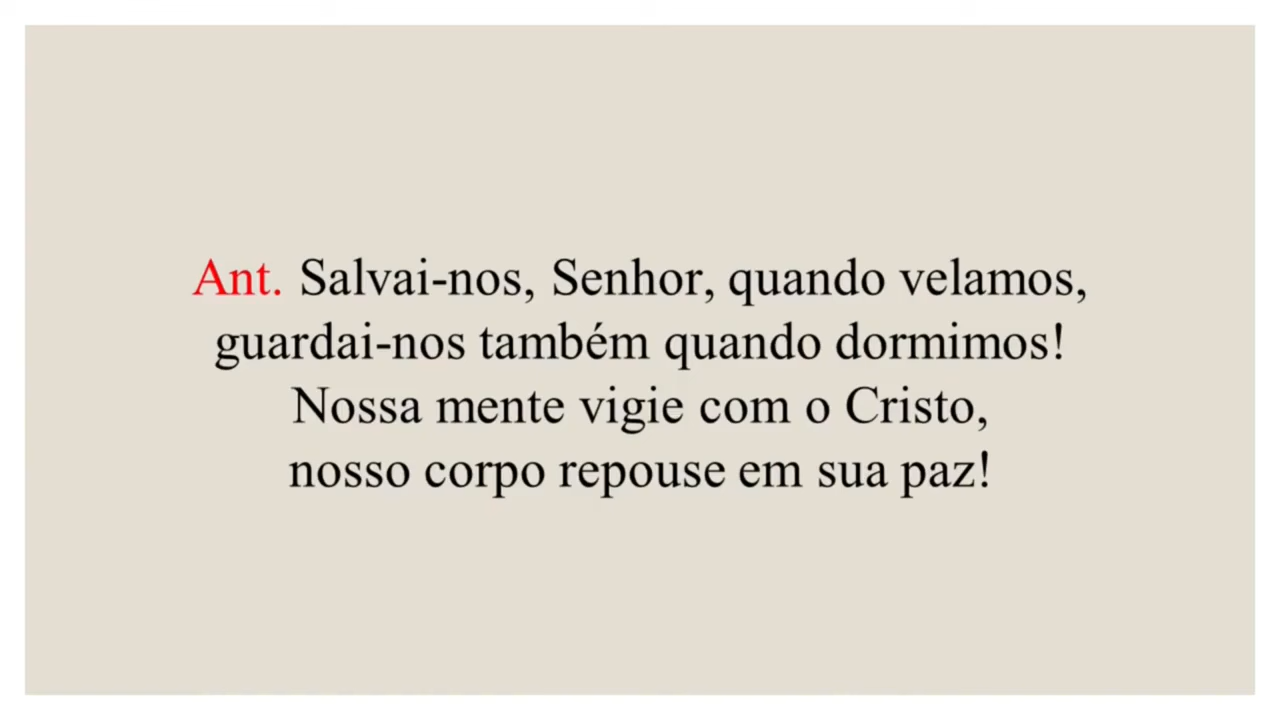 Ant. Salvai-nos, Senhor, quando velamos,
guardai-nos também quando dormimos!
Nossa mente vigie com o Cristo,
nosso corpo repouse em sua paz!